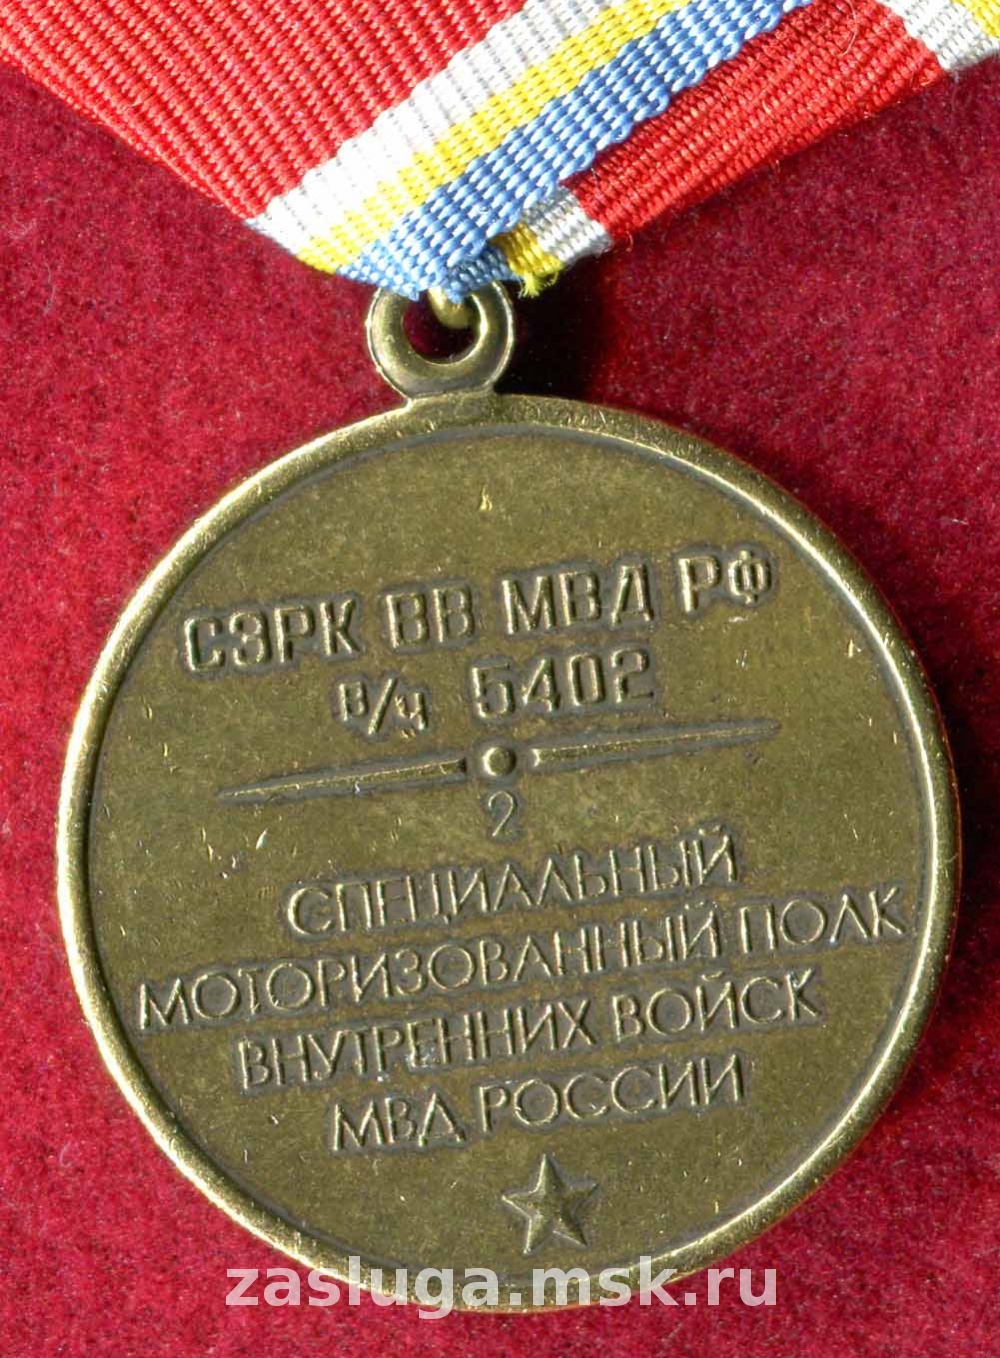 СЗРК ВВ МВД РФ
в/ч 5402
2
СПЕЦИАЛЬНЫЙ
МОТОРИЗОВАННЫЙ ПОЛК
ВНУТРЕННИХ ВОЙСК
МВД РОССИИ
zasluga.msk.ru